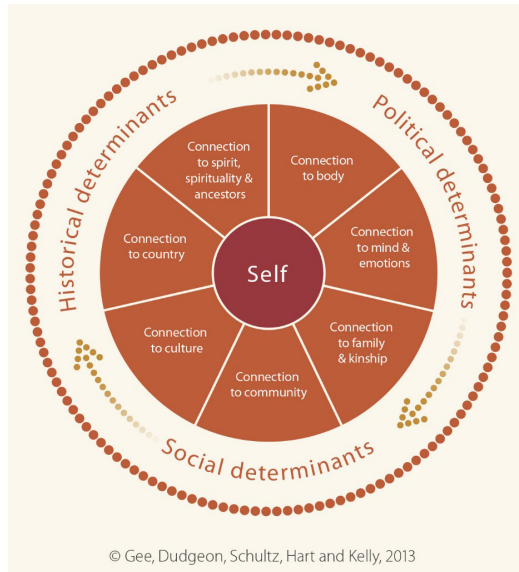 Historical determinants
Political determinants
Connection
to spirit,
spirituality &
ancestors
Connection
to body
Connection
to mind &
emotions
Connection
to family
& kinship
Connection
to community
Connection
to culture
Connection
to country
Self
Social determinants
© Gee, Dudgeon, Schultz, Hart and Kelly, 2013